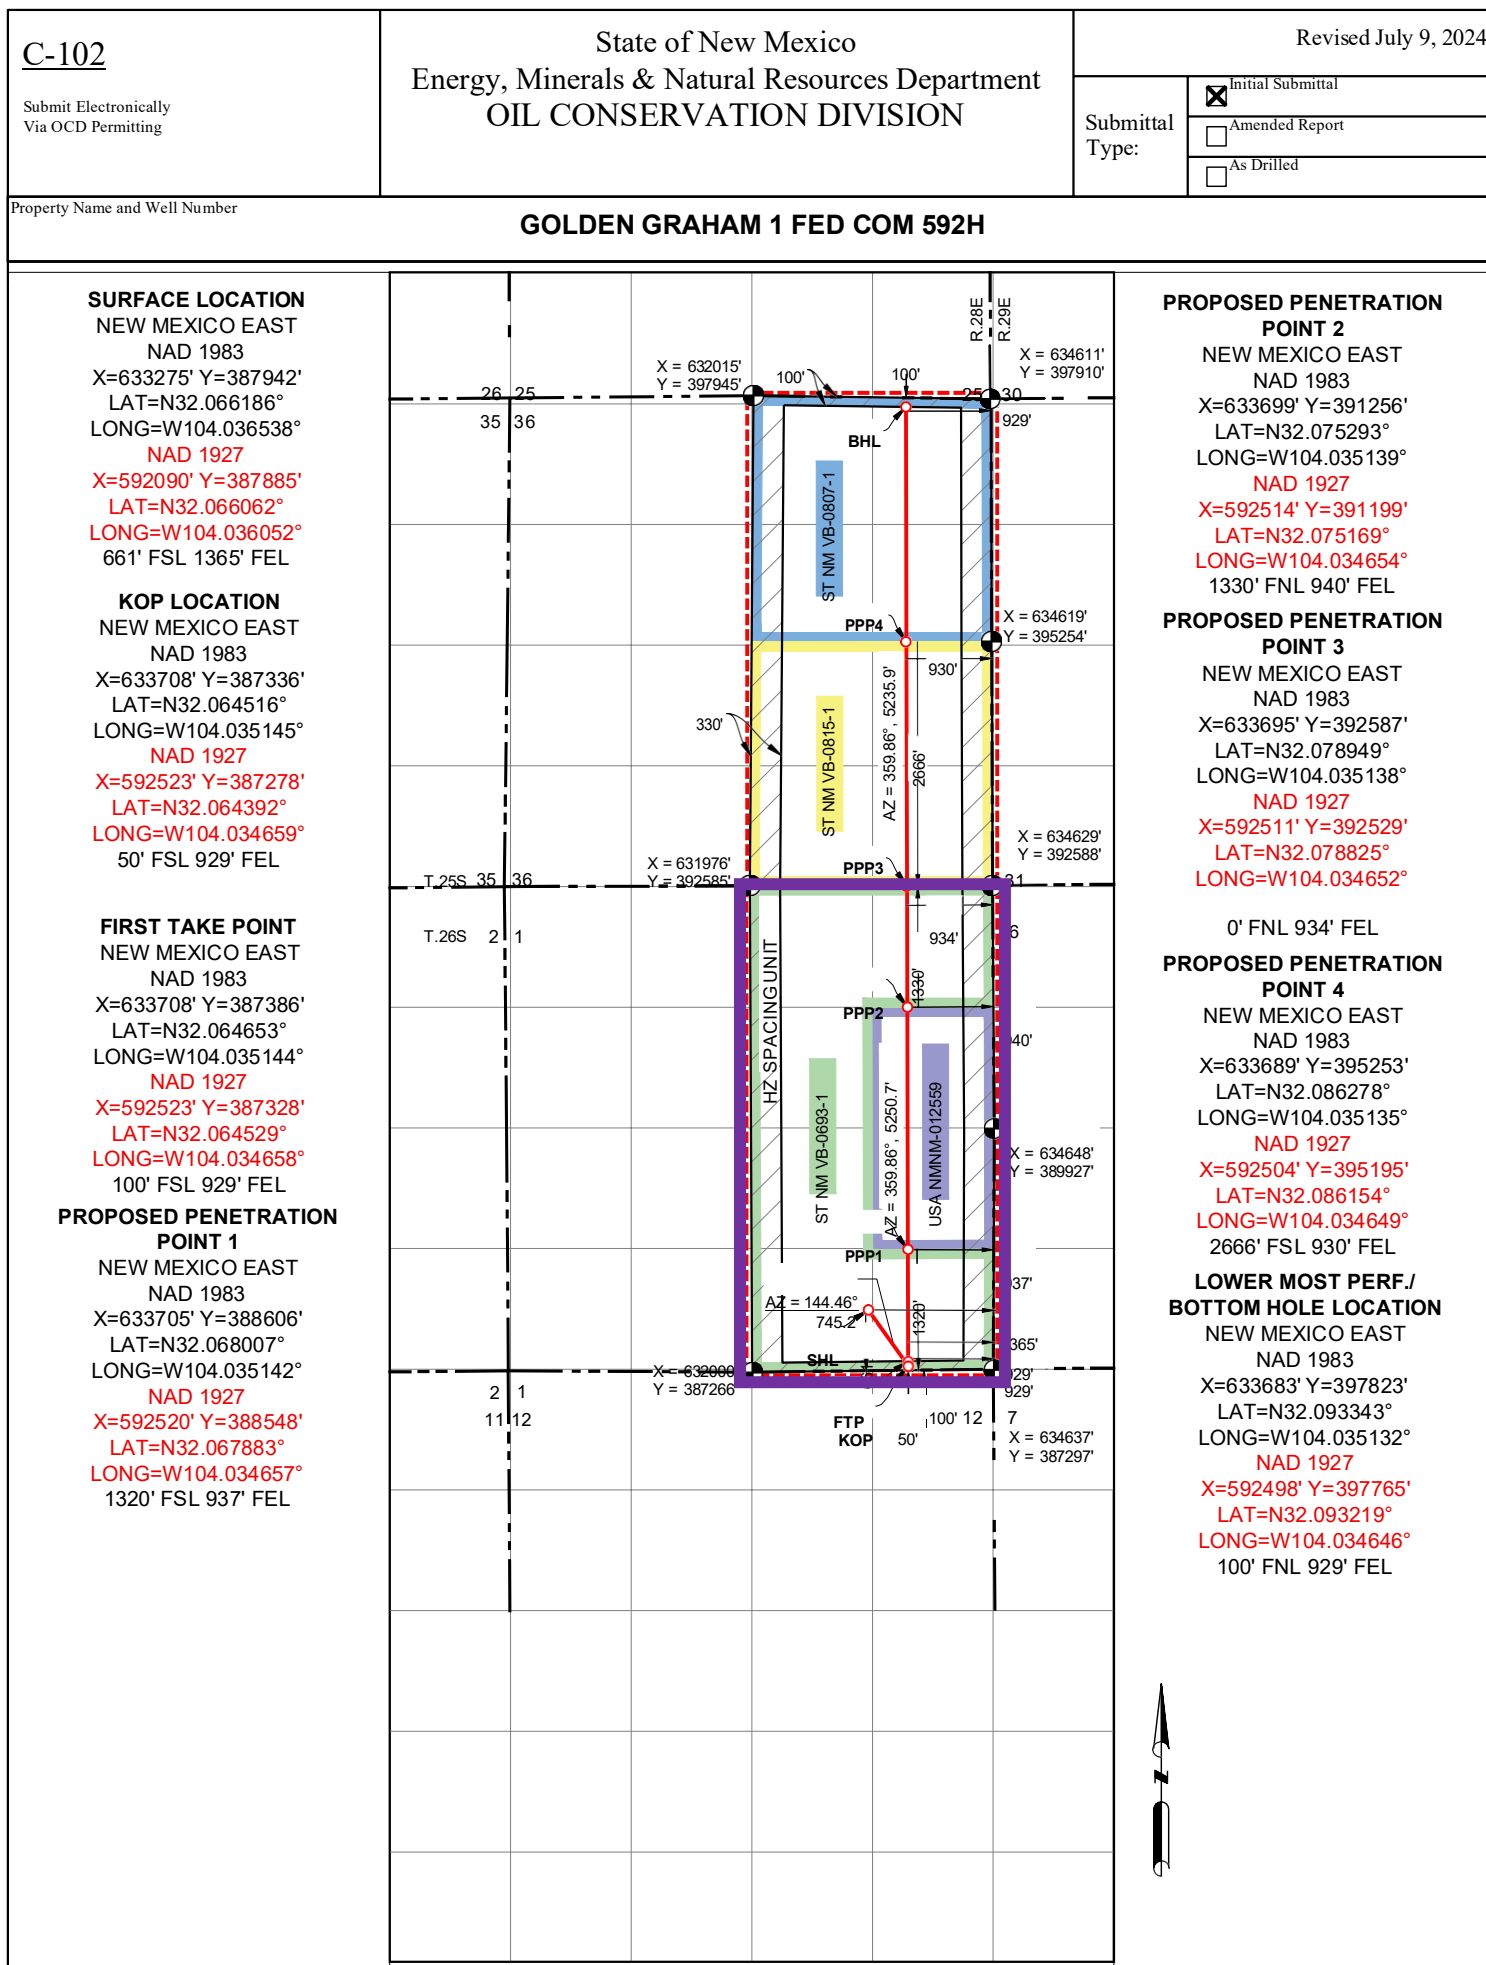 C-102
Submit Electronically
Via OCD Permitting
State of New Mexico
Energy, Minerals & Natural Resources Department
OIL CONSERVATION DIVISION
Revised July 9, 2024
Submittal
Type:
Initial Submittal
Amended Report
As Drilled
Property Name and Well Number
GOLDEN GRAHAM 1 FED COM 592H
SURFACE LOCATION
NEW MEXICO EAST
NAD 1983
X=633275' Y=387942'
LAT=N32.066186°
LONG=W104.036538°
NAD 1927
X=592090' Y=387885'
LAT=N32.066062°
LONG=W104.036052°
661' FSL 1365' FEL
KOP LOCATION
NEW MEXICO EAST
NAD 1983
X=633708' Y=387336'
LAT=N32.064516°
LONG=W104.035145°
NAD 1927
X=592523' Y=387278'
LAT=N32.064392°
LONG=W104.034659°
50' FSL 929' FEL
FIRST TAKE POINT
NEW MEXICO EAST
NAD 1983
X=633708' Y=387386'
LAT=N32.064653°
LONG=W104.035144°
NAD 1927
X=592523' Y=387328'
LAT=N32.064529°
LONG=W104.034658°
100' FSL 929' FEL
PROPOSED PENETRATION
POINT 1
NEW MEXICO EAST
NAD 1983
X=633705' Y=388606'
LAT=N32.068007°
LONG=W104.035142°
NAD 1927
X=592520' Y=388548'
LAT=N32.067883°
LONG=W104.034657°
1320' FSL 937' FEL
R.28E
R.29E
X = 632015'
Y = 397945'
100'
100'
X = 634611'
Y = 397910'
26 25
25 30
35 36
929'
BHL
ST NM VB-0807-1
PPP4
X = 634619'
Y = 395254'
930'
330'
ST NM VB-0815-1
AZ = 359.86°, 5235.9'
2666'
X = 634629'
Y = 392588'
X = 631976'
Y = 392585'
PPP3
T.25S 35 36
31
T.26S 2 1
6
934'
HZ SPACING UNIT
1330'
PPP2
940'
ST NM VB-0693-1
AZ = 359.86°, 5250.7'
USA NMNM-012559
X = 634648'
Y = 389927'
PPP1
937'
AZ = 144.46°
745.2'
1320'
365'
SHL
X = 632000
Y = 387266
929'
929'
2 1
11 12
FTP
KOP
50'
100' 12 7
X = 634637'
Y = 387297'
PROPOSED PENETRATION
POINT 2
NEW MEXICO EAST
NAD 1983
X=633699' Y=391256'
LAT=N32.075293°
LONG=W104.035139°
NAD 1927
X=592514' Y=391199'
LAT=N32.075169°
LONG=W104.034654°
1330' FNL 940' FEL
PROPOSED PENETRATION
POINT 3
NEW MEXICO EAST
NAD 1983
X=633695' Y=392587'
LAT=N32.078949°
LONG=W104.035138°
NAD 1927
X=592511' Y=392529'
LAT=N32.078825°
LONG=W104.034652°
0' FNL 934' FEL
PROPOSED PENETRATION
POINT 4
NEW MEXICO EAST
NAD 1983
X=633689' Y=395253'
LAT=N32.086278°
LONG=W104.035135°
NAD 1927
X=592504' Y=395195'
LAT=N32.086154°
LONG=W104.034649°
2666' FSL 930' FEL
LOWER MOST PERF./
BOTTOM HOLE LOCATION
NEW MEXICO EAST
NAD 1983
X=633683' Y=397823'
LAT=N32.093343°
LONG=W104.035132°
NAD 1927
X=592498' Y=397765'
LAT=N32.093219°
LONG=W104.034646°
100' FNL 929' FEL